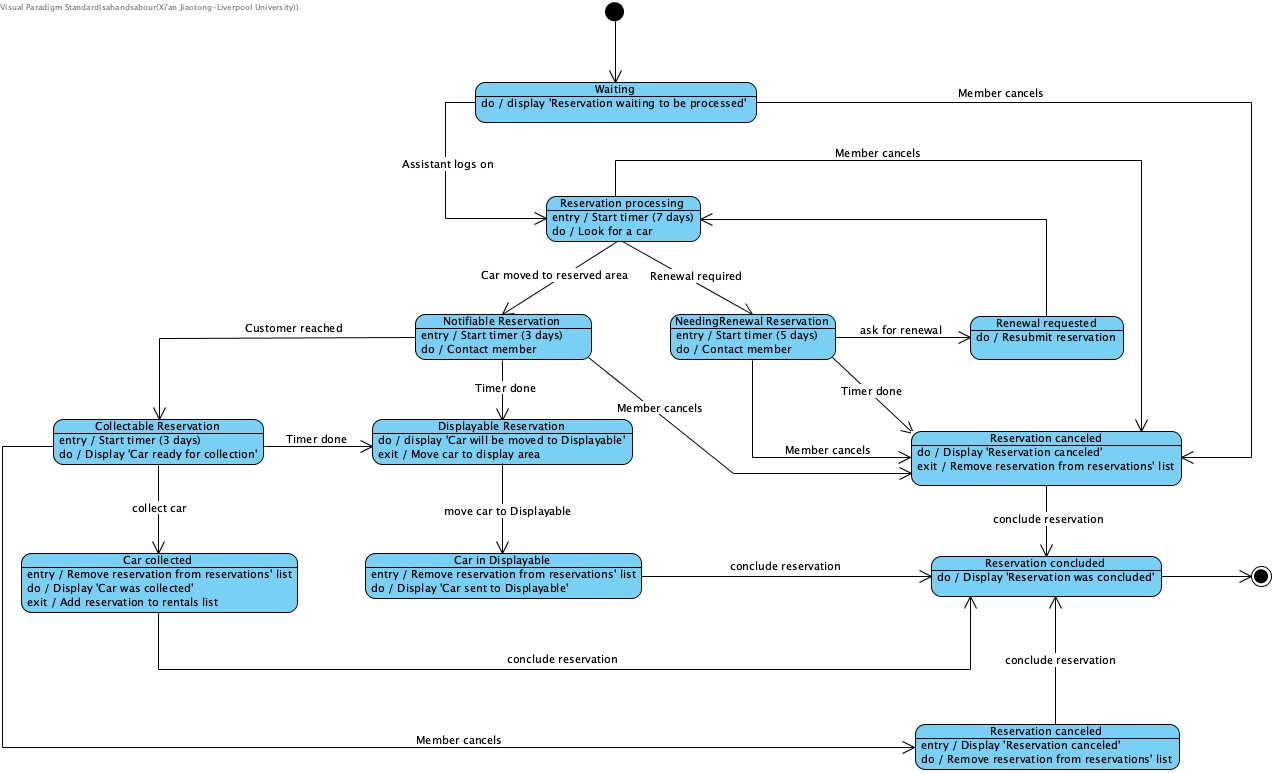 Visual Paradigm Standard(sahandsabour(Xi'an Jiaotong-Liverpool University))
Waiting
do / display 'Reservation waiting to be processed'
Member cancels
Assistant logs on
Member cancels
Reservation processing
entry / Start timer (7 days)
do / Look for a car
Car moved to reserved area
Renewal required
Notifiable Reservation
entry / Start timer (3 days)
do / Contact member
NeedingRenewal Reservation
entry / Start timer (5 days)
do / Contact member
ask for renewal
Renewal requested
do / Resubmit reservation
Customer reached
Timer done
Timer done
Member cancels
Collectable Reservation
entry / Start timer (3 days)
do / Display 'Car ready for collection'
Timer done
Displayable Reservation
do / display 'Car will be moved to Displayable'
exit / Move car to display area
Member cancels
Reservation canceled
do / Display 'Reservation canceled'
exit / Remove reservation from reservations' list
collect car
move car to Displayable
conclude reservation
Car collected
entry / Remove reservation from reservations' list
do / Display 'Car was collected'
exit / Add reservation to rentals list
Car in Displayable
entry / Remove reservation from reservations' list
do / Display 'Car sent to Displayable'
conclude reservation
Reservation concluded
do / Display 'Reservation was concluded'
conclude reservation
conclude reservation
Member cancels
Reservation canceled
entry / Display 'Reservation canceled'
do / Remove reservation from reservations' list